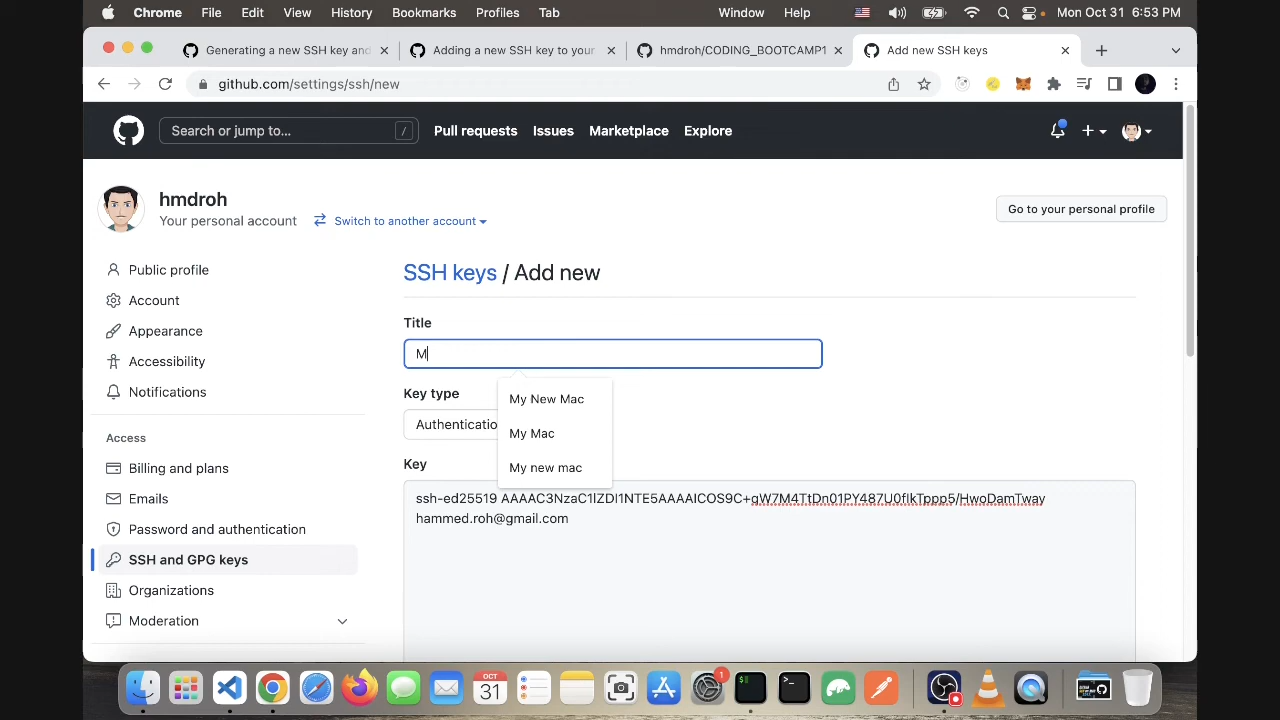 Chrome File Edit View History Bookmarks Profiles Tab Window Help Mon Oct 31 6:53 PM
Generating a new SSH key and Adding a new SSH key to your hmdroh/CODING_BOOTCAMP1 Add new SSH keys
github.com/settings/ssh/new
Search or jump to... / Pull requests Issues Marketplace Explore
hmdroh
Your personal account Switch to another account
Go to your personal profile
Public profile
Account
Appearance
Accessibility
Notifications
Access
Billing and plans
Emails
Password and authentication
SSH and GPG keys
Organizations
Moderation
SSH keys / Add new
Title
M
My New Mac
My Mac
My new mac
Key type
Authenticatio
Key
ssh-ed25519 AAAAC3NzaC1lZDI1NTE5AAAAICOS9C+gW7M4TtDn01PY487U0flkTppp5/HwoDamTway
hammed.roh@gmail.com
OCT
31
1